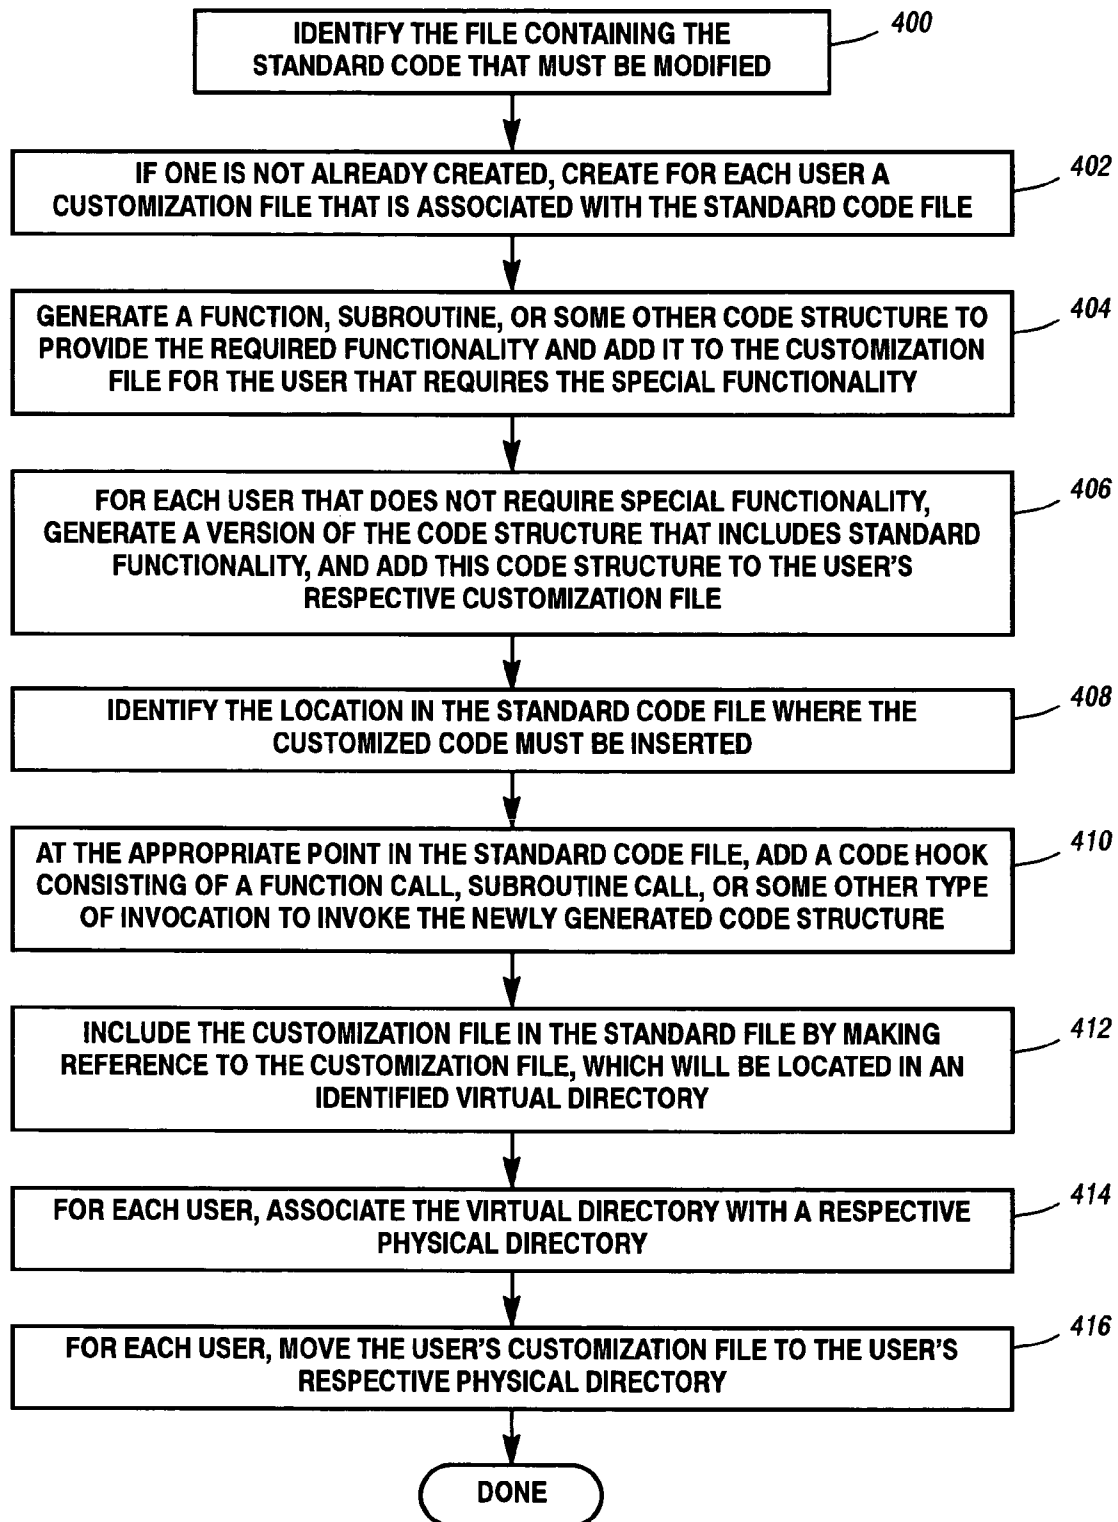 IDENTIFY THE FILE CONTAINING THE
STANDARD CODE THAT MUST BE MODIFIED
400
IF ONE IS NOT ALREADY CREATED, CREATE FOR EACH USER A
CUSTOMIZATION FILE THAT IS ASSOCIATED WITH THE STANDARD CODE FILE
402
GENERATE A FUNCTION, SUBROUTINE, OR SOME OTHER CODE STRUCTURE TO
PROVIDE THE REQUIRED FUNCTIONALITY AND ADD IT TO THE CUSTOMIZATION
FILE FOR THE USER THAT REQUIRES THE SPECIAL FUNCTIONALITY
404
FOR EACH USER THAT DOES NOT REQUIRE SPECIAL FUNCTIONALITY,
GENERATE A VERSION OF THE CODE STRUCTURE THAT INCLUDES STANDARD
FUNCTIONALITY, AND ADD THIS CODE STRUCTURE TO THE USER'S
RESPECTIVE CUSTOMIZATION FILE
406
IDENTIFY THE LOCATION IN THE STANDARD CODE FILE WHERE THE
CUSTOMIZED CODE MUST BE INSERTED
408
AT THE APPROPRIATE POINT IN THE STANDARD CODE FILE, ADD A CODE HOOK
CONSISTING OF A FUNCTION CALL, SUBROUTINE CALL, OR SOME OTHER TYPE
OF INVOCATION TO INVOKE THE NEWLY GENERATED CODE STRUCTURE
410
INCLUDE THE CUSTOMIZATION FILE IN THE STANDARD FILE BY MAKING
REFERENCE TO THE CUSTOMIZATION FILE, WHICH WILL BE LOCATED IN AN
IDENTIFIED VIRTUAL DIRECTORY
412
FOR EACH USER, ASSOCIATE THE VIRTUAL DIRECTORY WITH A RESPECTIVE
PHYSICAL DIRECTORY
414
FOR EACH USER, MOVE THE USER'S CUSTOMIZATION FILE TO THE USER'S
RESPECTIVE PHYSICAL DIRECTORY
416
DONE